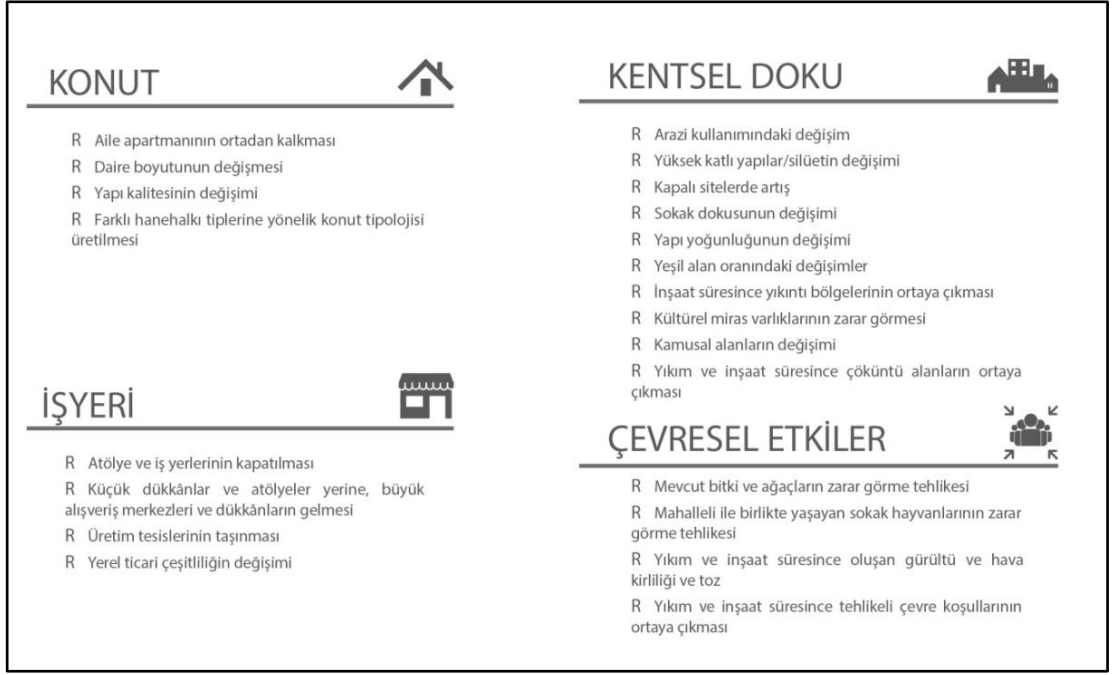 KONUT
R Aile apartmanının ortadan kalkması
R Daire boyutunun değişmesi
R Yapı kalitesinin değişimi
R Farklı hanehalkı tiplerine yönelik konut tipolojisi
üretilmesi
İŞYERİ
R Atölye ve iş yerlerinin kapatılması
R Küçük dükkânlar ve atölyeler yerine, büyük
alışveriş merkezleri ve dükkânların gelmesi
R Üretim tesislerinin taşınması
R Yerel ticari çeşitliliğin değişimi
KENTSEL DOKU
R Arazi kullanımındaki değişim
R Yüksek katlı yapılar/silüetin değişimi
R Kapalı sitelerde artış
R Sokak dokusunun değişimi
R Yapı yoğunluğunun değişimi
R Yeşil alan oranındaki değişimler
R İnşaat süresince yıkıntı bölgelerinin ortaya çıkması
R Kültürel miras varlıklarının zarar görmesi
R Kamusal alanların değişimi
R Yıkım ve inşaat süresince çöküntü alanların ortaya
çıkması
ÇEVRESEL ETKİLER
R Mevcut bitki ve ağaçların zarar görme tehlikesi
R Mahalleli ile birlikte yaşayan sokak hayvanlarının zarar
görme tehlikesi
R Yıkım ve inşaat süresince oluşan gürültü ve hava
kirliliği ve toz
R Yıkım ve inşaat süresince tehlikeli çevre koşullarının
ortaya çıkması